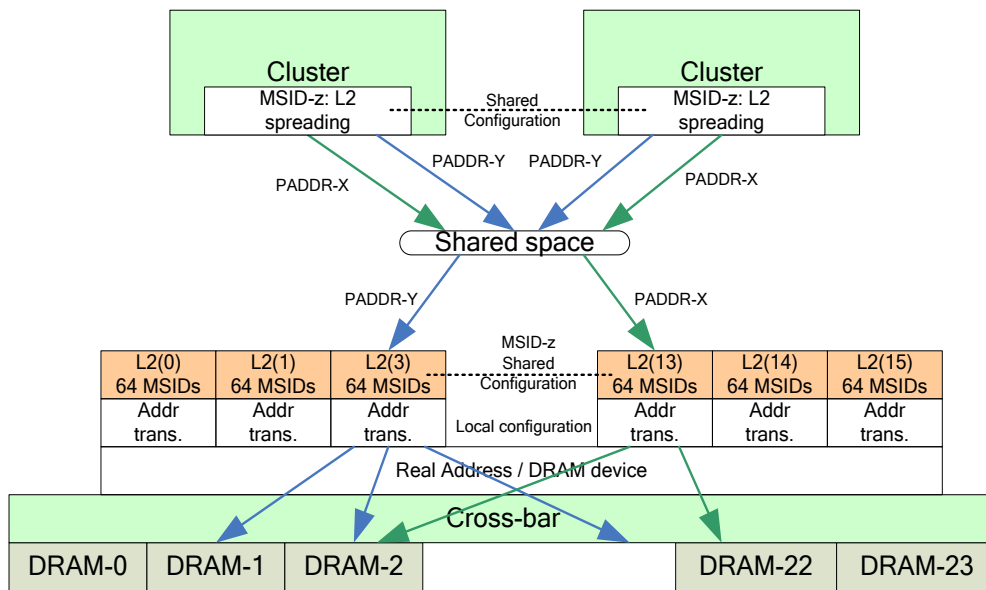 Cluster
MSID-z: L2
spreading
Shared
Configuration
Cluster
MSID-z: L2
spreading
PADDR-Y
PADDR-Y
PADDR-X
PADDR-X
Shared space
PADDR-Y
PADDR-X
L2(0)
64 MSIDs
L2(1)
64 MSIDs
L2(3)
64 MSIDs
MSID-z
Shared
Configuration
L2(13)
64 MSIDs
L2(14)
64 MSIDs
L2(15)
64 MSIDs
Addr
trans.
Addr
trans.
Addr
trans.
Local configuration
Addr
trans.
Addr
trans.
Addr
trans.
Real Address / DRAM device
Cross-bar
DRAM-0
DRAM-1
DRAM-2
DRAM-22
DRAM-23